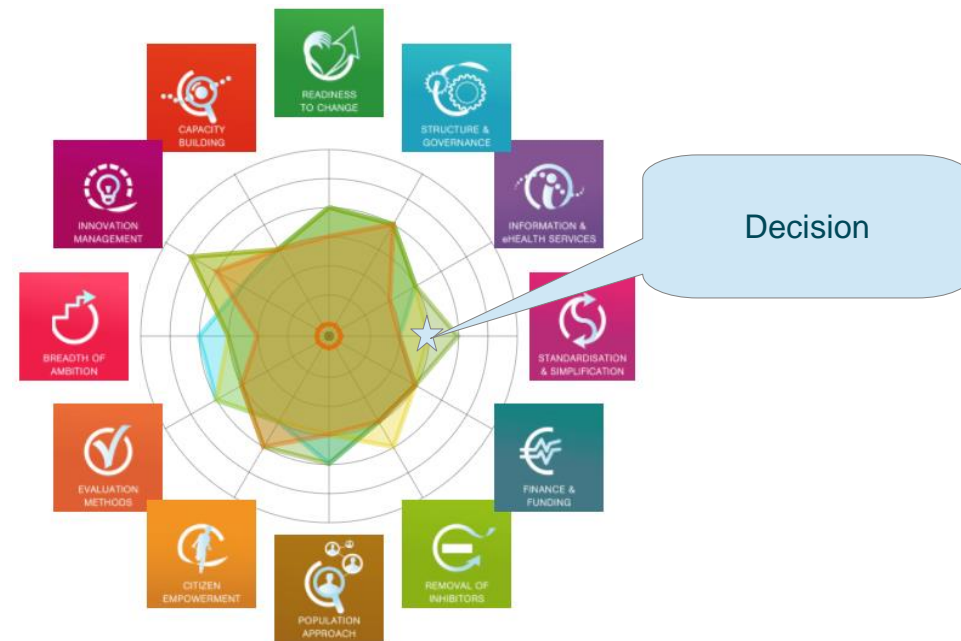 READINESS
TO CHANGE
STRUCTURE &
GOVERNANCE
INFORMATION &
eHEALTH SERVICES
STANDARDISATION
& SIMPLIFICATION
FINANCE &
FUNDING
REMOVAL OF
INHIBITORS
POPULATION
APPROACH
CITIZEN
EMPOWERMENT
EVALUATION
METHODS
BREADTH OF
AMBITION
INNOVATION
MANAGEMENT
CAPACITY
BUILDING
Decision